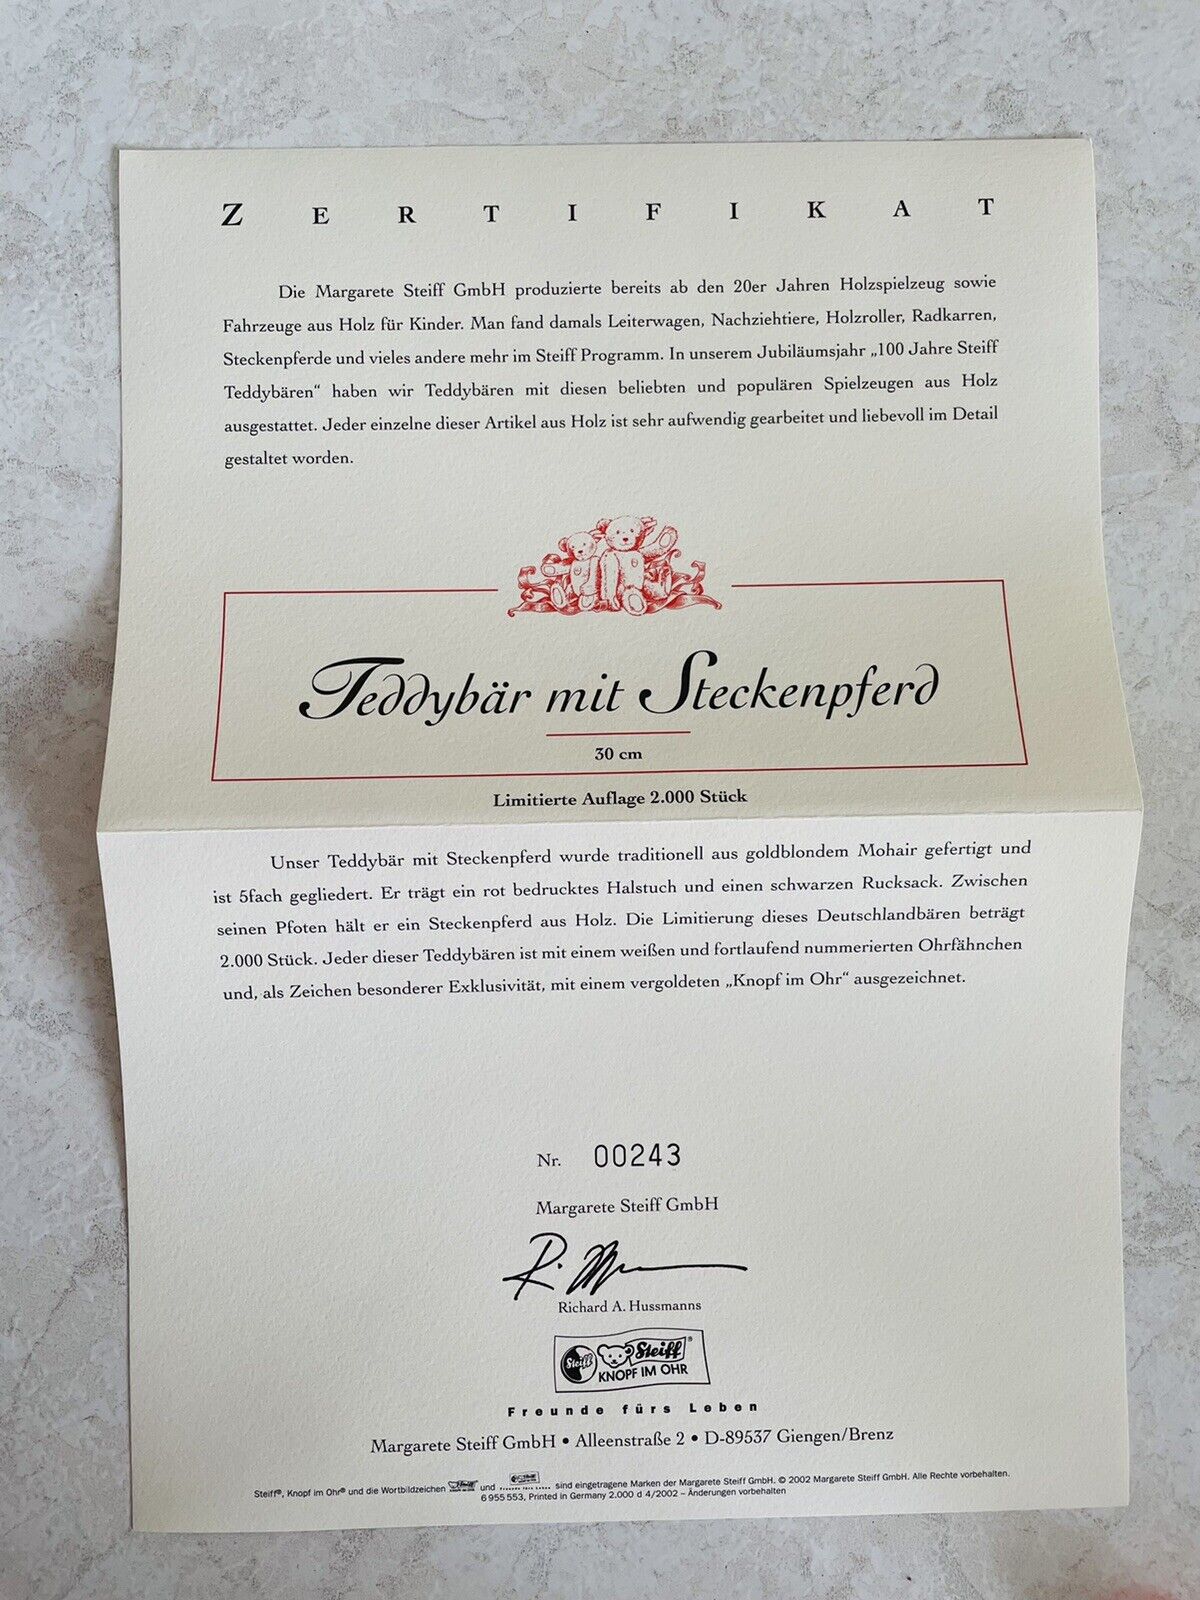 ZERTIFIKAT
Die Margarete Steiff GmbH produzierte bereits ab den 20er Jahren Holzspielzeug sowie
Fahrzeuge aus Holz für Kinder. Man fand damals Leiterwagen, Nachziehtiere, Holzroller, Radkarren,
Steckenpferde und vieles andere mehr im Steiff Programm. In unserem Jubiläumsjahr „100 Jahre Steiff
Teddybären“ haben wir Teddybären mit diesen beliebten und populären Spielzeugen aus Holz
ausgestattet. Jeder einzelne dieser Artikel aus Holz ist sehr aufwendig gearbeitet und liebevoll im Detail
gestaltet worden.
Teddybär mit Steckenpferd
30 cm
Limitierte Auflage 2.000 Stück
Unser Teddybär mit Steckenpferd wurde traditionell aus goldblondem Mohair gefertigt und
ist 5fach gegliedert. Er trägt ein rot bedrucktes Halstuch und einen schwarzen Rucksack. Zwischen
seinen Pfoten hält er ein Steckenpferd aus Holz. Die Limitierung dieses Deutschlandbären beträgt
2.000 Stück. Jeder dieser Teddybären ist mit einem weißen und fortlaufend nummerierten Ohrfähnchen
und, als Zeichen besonderer Exklusivität, mit einem vergoldeten „Knopf im Ohr“ ausgezeichnet.
Nr. 00243
Margarete Steiff GmbH
Richard A. Hussmanns
Steiff Steiff®
KNOPF IM OHR
Freunde fürs Leben
Margarete Steiff GmbH • Alleenstraße 2 • D-89537 Giengen/Brenz
Steiff®, Knopf im Ohr® und die Wortbildzeichen und sind eingetragene Marken der Margarete Steiff GmbH. © 2002 Margarete Steiff GmbH. Alle Rechte vorbehalten.
6 955 553, Printed in Germany 2.000 d 4/2002 – Änderungen vorbehalten